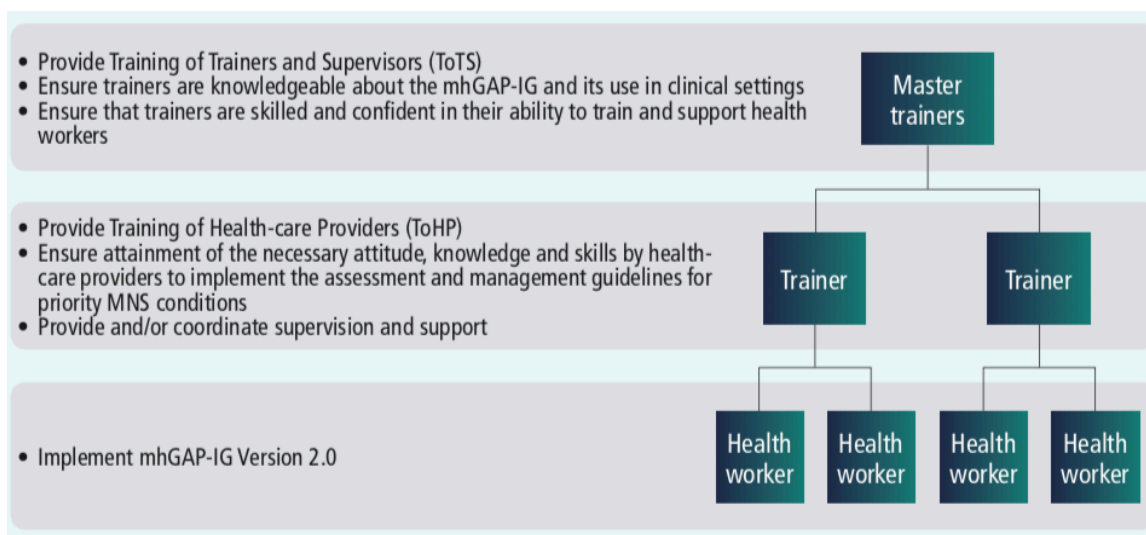 • Provide Training of Trainers and Supervisors (ToTS)
• Ensure trainers are knowledgeable about the mhGAP-IG and its use in clinical settings
• Ensure that trainers are skilled and confident in their ability to train and support health
workers
Master
trainers
• Provide Training of Health-care Providers (ToHP)
• Ensure attainment of the necessary attitude, knowledge and skills by health-
care providers to implement the assessment and management guidelines for
priority MNS conditions
• Provide and/or coordinate supervision and support
Trainer
Trainer
• Implement mhGAP-IG Version 2.0
Health
worker
Health
worker
Health
worker
Health
worker